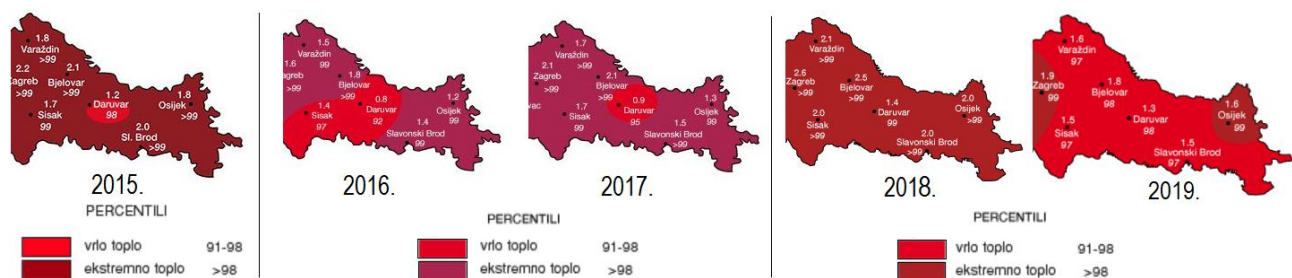 1.8
Varaždin
>99
2.2
Zagreb
>99
2.1
Bjelovar
>99
1.7
Sisak
99
1.2
Daruvar
98
1.8
Osijek
>99
2.0
Sl. Brod
>99
2015.
PERCENTILI
vrlo toplo 91-98
ekstremno toplo >98
1.5
Varaždin
99
1.6
agreb
99
1.8
Bjelovar
>99
1.4
Sisak
97
0.8
Daruvar
92
1.2
Osijek
99
1.4
Slavonski Brod
99
2016.
1.7
Varaždin
>99
2.1
Zagreb
>99
2.1
Bjelovar
>99
vac
1.7
Sisak
99
0.9
Daruvar
95
1.3
Osijek
99
1.5
Slavonski Brod
>99
2017.
PERCENTILI
vrlo toplo 91-98
ekstremno toplo >98
2.1
Varaždin
>99
2.6
Zagreb
>99
2.5
Bjelovar
>99
2.0
Sisak
>99
1.4
Daruvar
99
2.0
Osijek
>99
2.0
Slavonski Brod
>99
2018.
1.6
Varaždin
97
1.9
Zagreb
99
1.8
Bjelovar
98
1.5
Sisak
97
1.3
Daruvar
98
1.6
Osijek
99
1.5
Slavonski Brod
97
2019.
PERCENTILI
vrlo toplo 91-98
ekstremno toplo >98